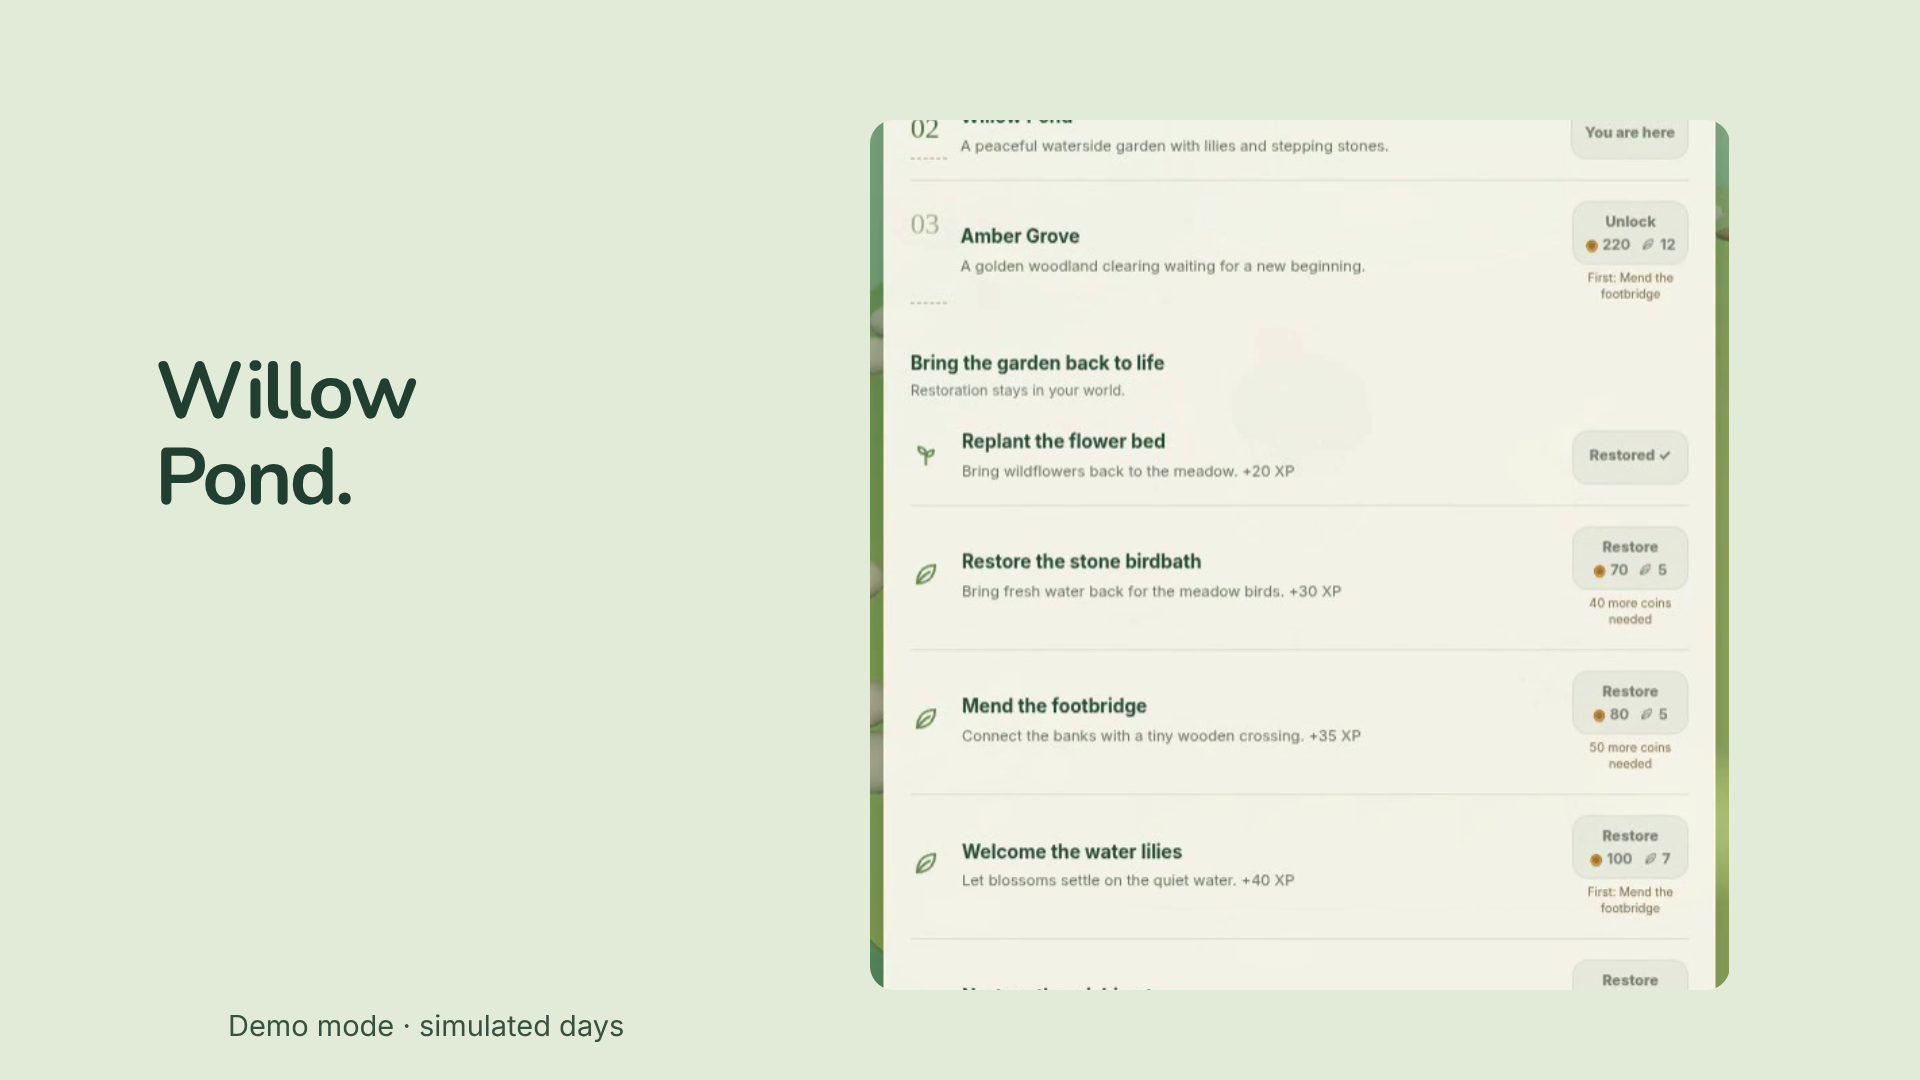 Willow
Pond.
02
Willow Pond
A peaceful waterside garden with lilies and stepping stones.
You are here
03
Amber Grove
A golden woodland clearing waiting for a new beginning.
Unlock
220 12
First: Mend the
footbridge
Bring the garden back to life
Restoration stays in your world.
Replant the flower bed
Bring wildflowers back to the meadow. +20 XP
Restored ✓
Restore the stone birdbath
Bring fresh water back for the meadow birds. +30 XP
Restore
70 5
40 more coins
needed
Mend the footbridge
Connect the banks with a tiny wooden crossing. +35 XP
Restore
80 5
50 more coins
needed
Welcome the water lilies
Let blossoms settle on the quiet water. +40 XP
Restore
100 7
First: Mend the
footbridge
Restore
Demo mode · simulated days